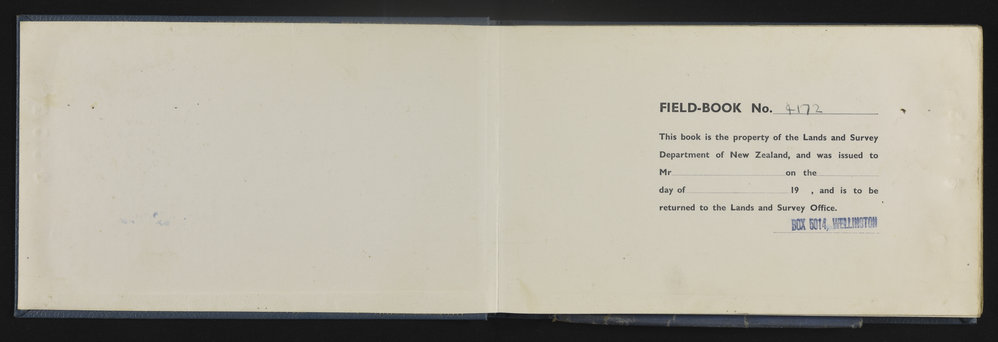 FIELD-BOOK No. 4172
This book is the property of the Lands and Survey
Department of New Zealand, and was issued to
Mr on the
day of 19 , and is to be
returned to the Lands and Survey Office.
BOX 5014, WELLINGTON